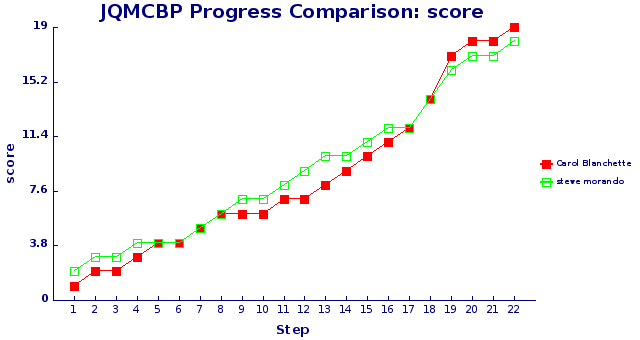 JQMCBP Progress Comparison: score
19
15.2
11.4
7.6
3.8
0
score
1 2 3 4 5 6 7 8 9 10 11 12 13 14 15 16 17 18 19 20 21 22
Step
Carol Blanchette
steve morando